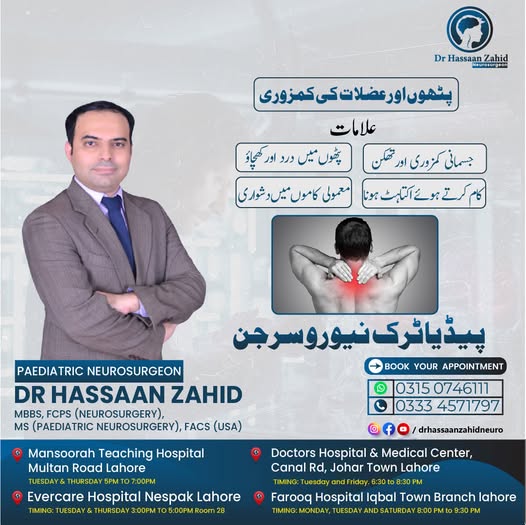 Dr Hassaan Zahid
Neurosurgeon
پٹھوں اور عضلات کی کمزوری
علامات
جسمانی کمزوری اور تھکن
پٹھوں میں درد اور کھچاؤ
کام کرتے ہوئے اکتاہٹ ہونا
معمولی کاموں میں دشواری
پیڈیاٹرک نیورو سرجن
PAEDIATRIC NEUROSURGEON
DR HASSAAN ZAHID
MBBS, FCPS (NEUROSURGERY),
MS (PAEDIATRIC NEUROSURGERY), FACS (USA)
BOOK YOUR APPOINTMENT
0315 0746111
0333 4571797
/ drhassaanzahidneuro
Mansoorah Teaching Hospital
Multan Road Lahore
TUESDAY & THURSDAY 5PM TO 7:00PM
Evercare Hospital Nespak Lahore
TIMING: TUESDAY & THURSDAY 3:00PM TO 5:00PM Room 28
Doctors Hospital & Medical Center,
Canal Rd, Johar Town Lahore
TIMING: Tuesday and Friday. 6:30 to 8:30 PM
Farooq Hospital Iqbal Town Branch lahore
TIMING: MONDAY, TUESDAY AND SATURDAY 8:00 PM to 9:30 PM